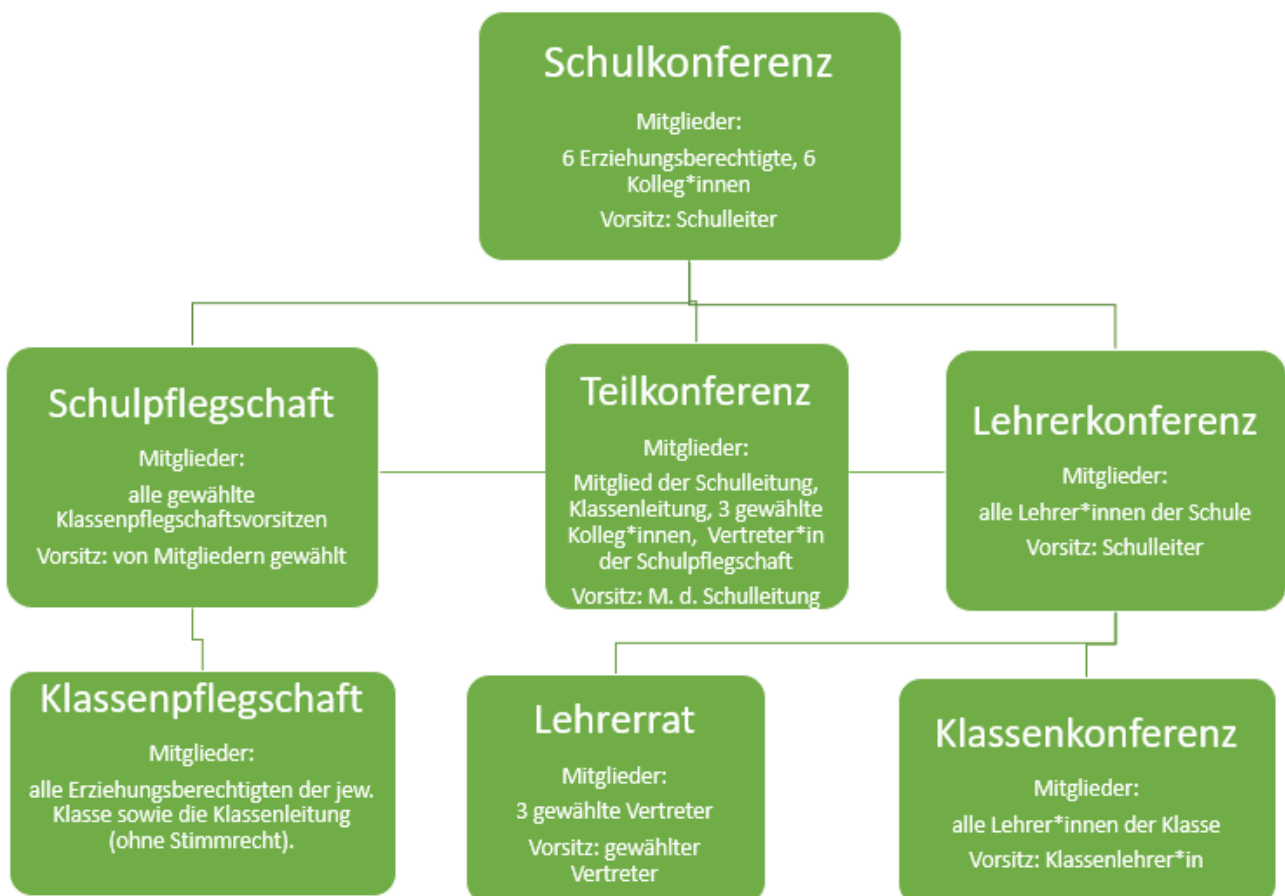 Schulkonferenz
Mitglieder:
6 Erziehungsberechtigte, 6
Kolleg*innen
Vorsitz: Schulleiter
Schulpflegschaft
Mitglieder:
alle gewählte
Klassenpflegschaftsvorsitzen
Vorsitz: von Mitgliedern gewählt
Teilkonferenz
Mitglieder:
Mitglied der Schulleitung,
Klassenleitung, 3 gewählte
Kolleg*innen, Vertreter*in
der Schulpflegschaft
Vorsitz: M. d. Schulleitung
Lehrerkonferenz
Mitglieder:
alle Lehrer*innen der Schule
Vorsitz: Schulleiter
Klassenpflegschaft
Mitglieder:
alle Erziehungsberechtigten der jew.
Klasse sowie die Klassenleitung
(ohne Stimmrecht).
Lehrerrat
Mitglieder:
3 gewählte Vertreter
Vorsitz: gewählter
Vertreter
Klassenkonferenz
Mitglieder:
alle Lehrer*innen der Klasse
Vorsitz: Klassenlehrer*in